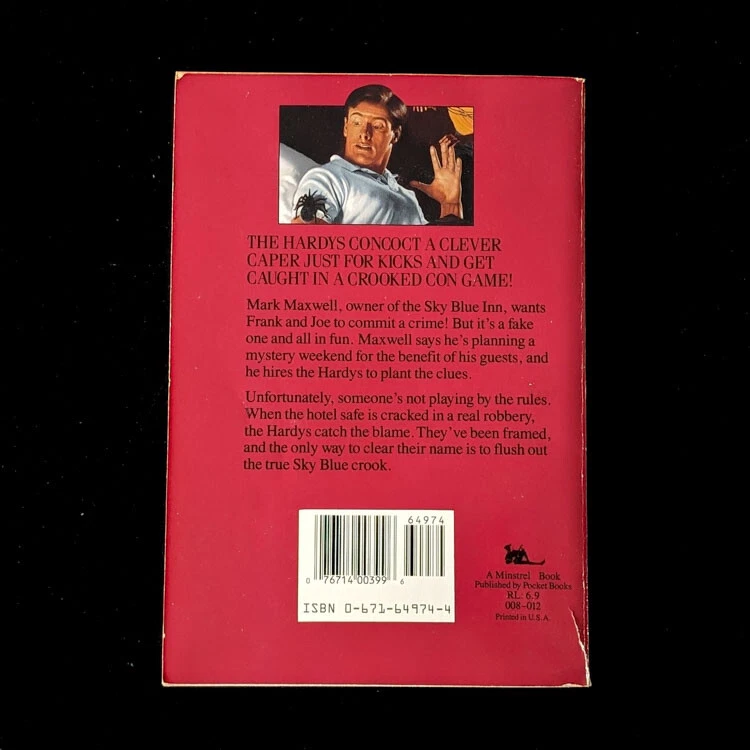 THE HARDYS CONCOCT A CLEVER
CAPER JUST FOR KICKS AND GET
CAUGHT IN A CROOKED CON GAME!
Mark Maxwell, owner of the Sky Blue Inn, wants
Frank and Joe to commit a crime! But it's a fake
one and all in fun. Maxwell says he's planning a
mystery weekend for the benefit of his guests, and
he hires the Hardys to plant the clues.
Unfortunately, someone's not playing by the rules.
When the hotel safe is cracked in a real robbery,
the Hardys catch the blame. They've been framed,
and the only way to clear their name is to flush out
the true Sky Blue crook.
64974
0 76714 00399 6
ISBN 0-671-64974-4
A Minstrel Book
Published by Pocket Books
RL: 6.9
008-012
Printed in U.S.A.